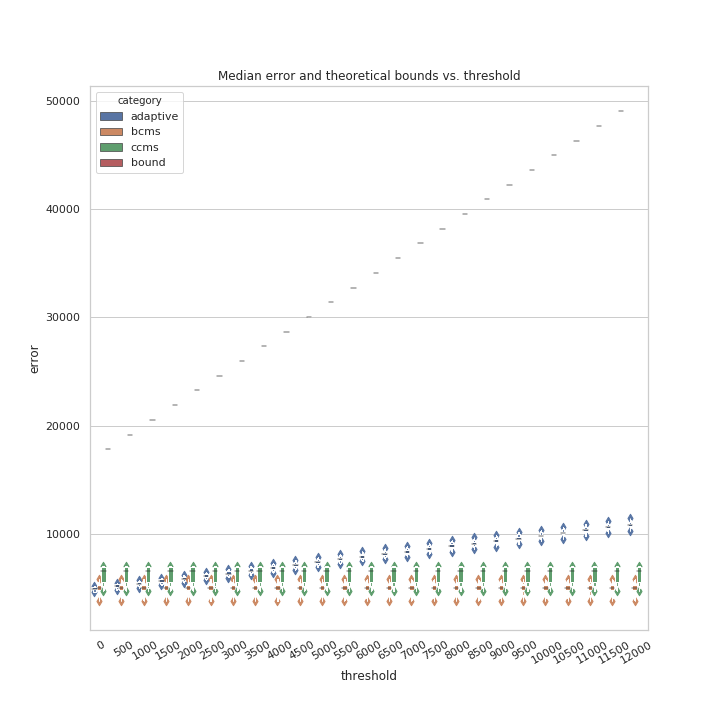 Median error and theoretical bounds vs. threshold
category
adaptive
bcms
ccms
bound
50000
40000
30000
20000
10000
error
0 500 1000 1500 2000 2500 3000 3500 4000 4500 5000 5500 6000 6500 7000 7500 8000 8500 9000 9500 10000 10500 11000 11500 12000
threshold